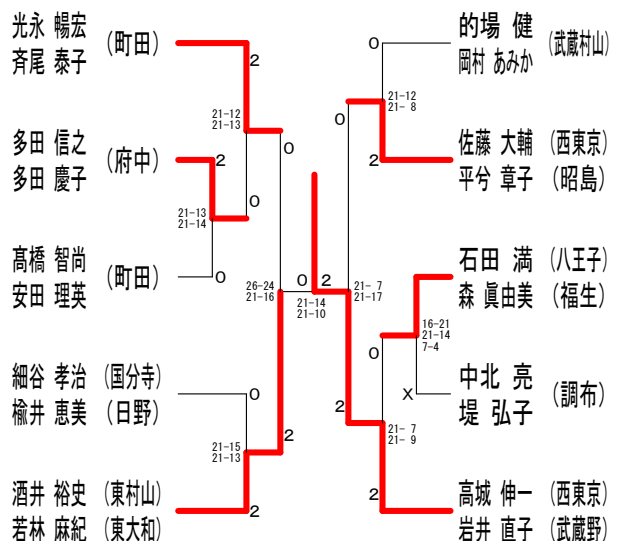 光永 暢宏
斉尾 泰子
(町田)
2
21-12
21-13
0
多田 信之
多田 慶子
(府中)
2
21-13
21-14
0
髙橋 智尚
安田 理英
(町田)
0
26-24
21-16
細谷 孝治 (国分寺)
楡井 恵美 (日野)
0
21-15
21-13
2
酒井 裕史 (東村山)
若林 麻紀 (東大和)
2
0 2
21-14
21-10
的場 健
岡村 あみか
(武蔵村山)
0
21-12
21- 8
0
佐藤 大輔 (西東京)
平兮 章子 (昭島)
2
21- 7
21-17
石田 満 (八王子)
森 眞由美 (福生)
16-21
21-14
7-4
0
中北 亮
堤 弘子
(調布)
X
2
21- 7
21- 9
高城 伸一 (西東京)
岩井 直子 (武蔵野)
2